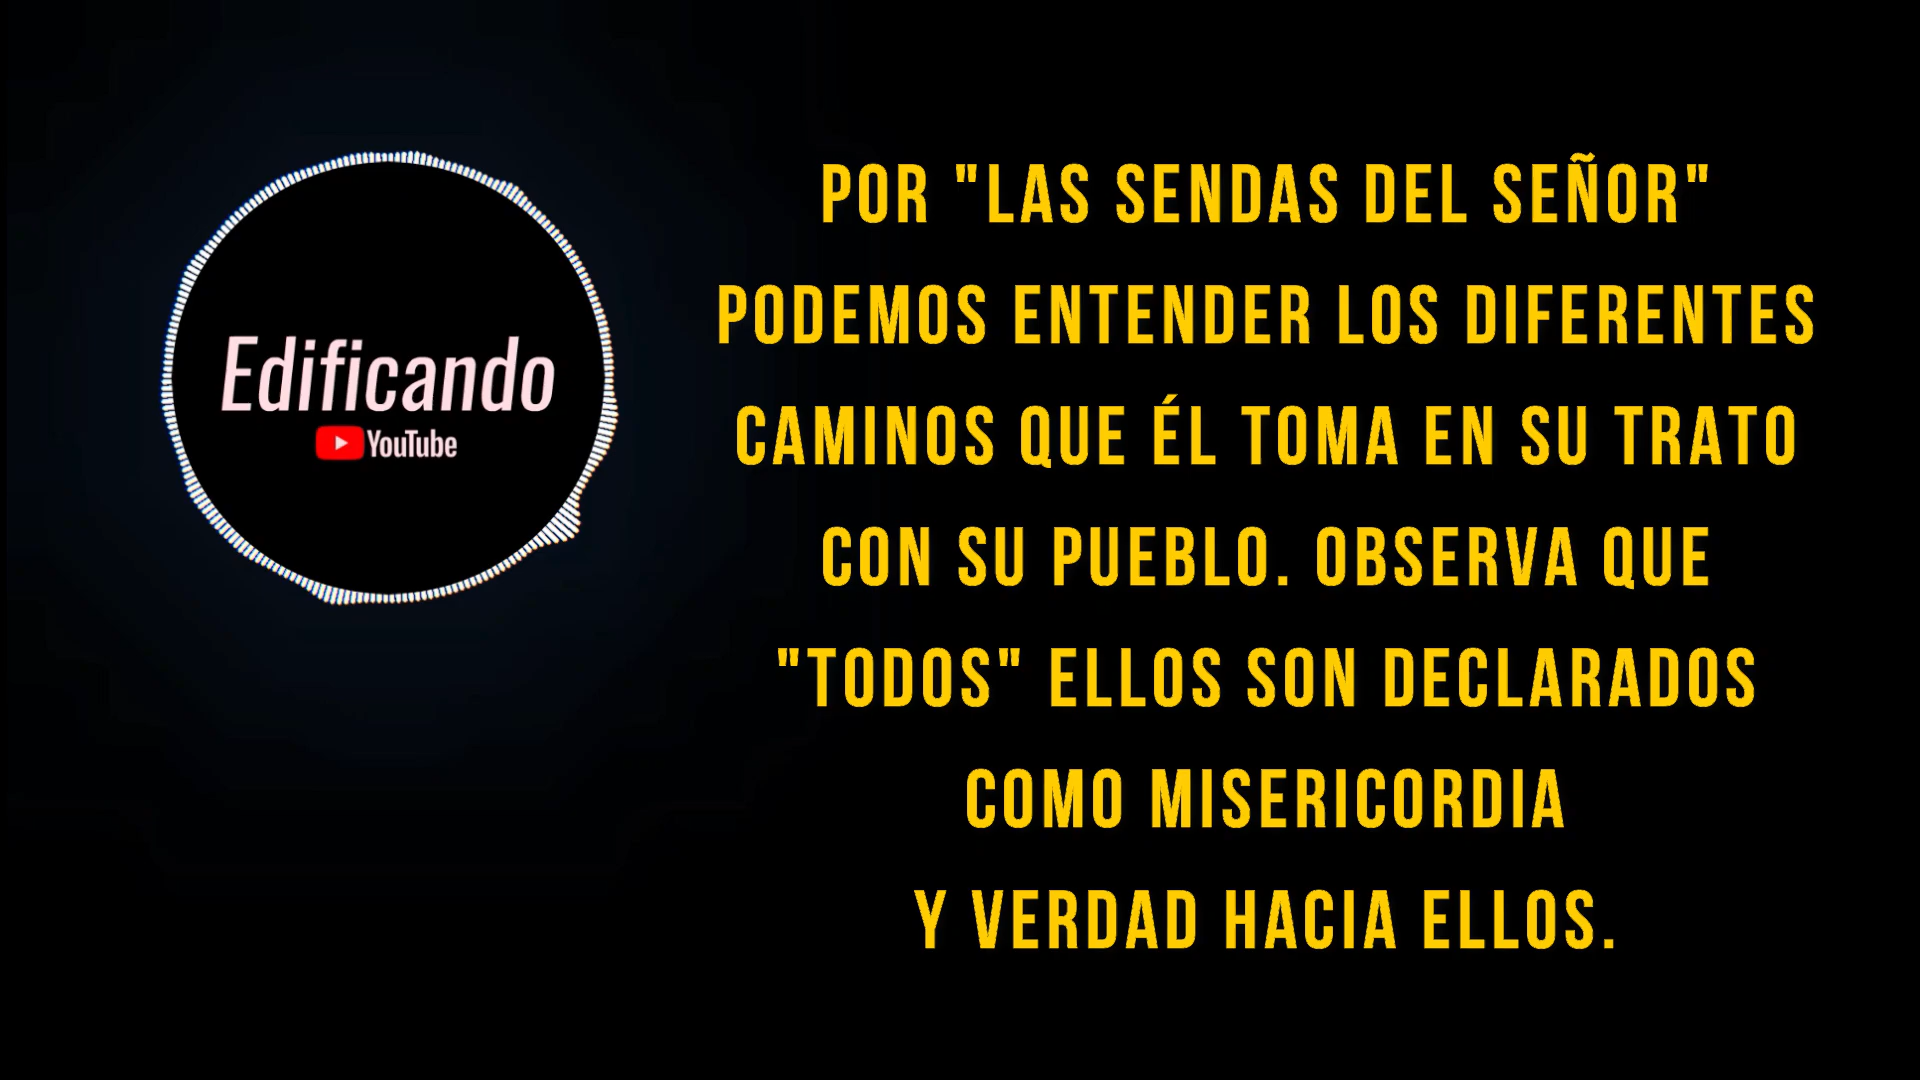 Edificando
YouTube
POR "LAS SENDAS DEL SEÑOR"
PODEMOS ENTENDER LOS DIFERENTES
CAMINOS QUE ÉL TOMA EN SU TRATO
CON SU PUEBLO. OBSERVA QUE
"TODOS" ELLOS SON DECLARADOS
COMO MISERICORDIA
Y VERDAD HACIA ELLOS.